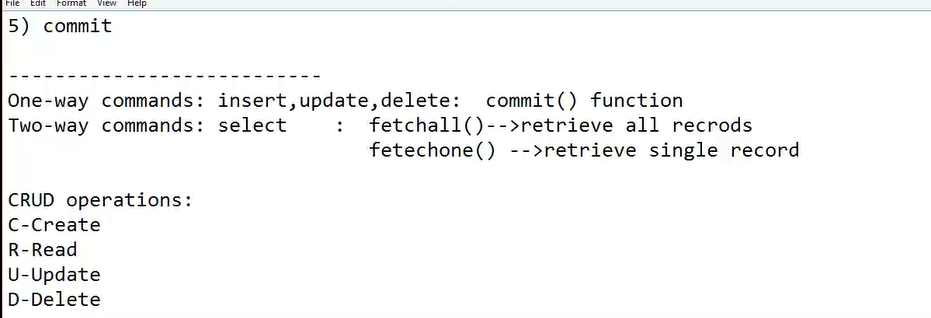 File Edit Format View Help
5) commit
---------------------------
One-way commands: insert,update,delete: commit() function
Two-way commands: select : fetchall()-->retrieve all recrods
fetechone() -->retrieve single record
CRUD operations:
C-Create
R-Read
U-Update
D-Delete